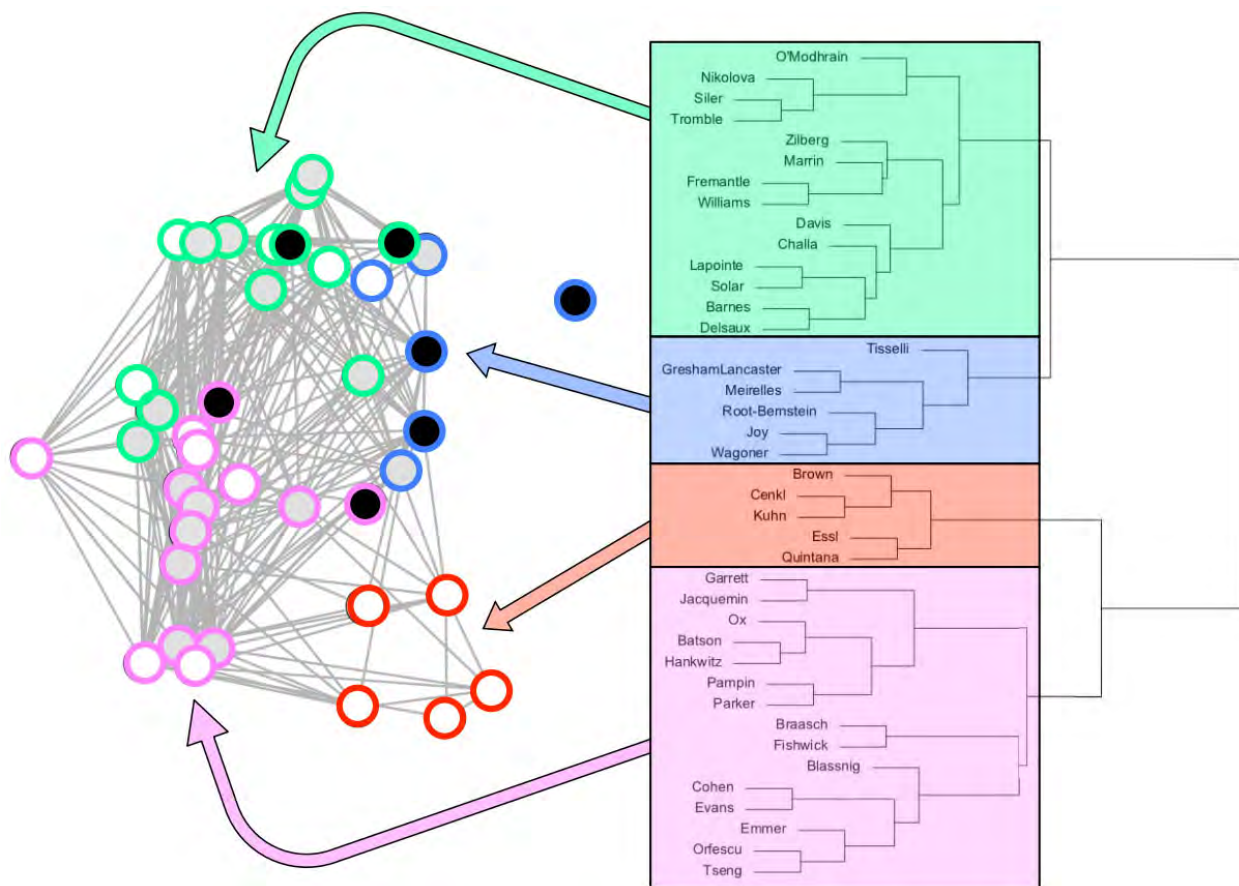 O'Modhrain
Nikolova
Siler
Tromble
Zilberg
Marrin
Fremantle
Williams
Davis
Challa
Lapointe
Solar
Barnes
Delsaux
Tisselli
GreshamLancaster
Meirelles
Root-Bernstein
Joy
Wagoner
Brown
Cenkl
Kuhn
Essl
Quintana
Garrett
Jacquemin
Ox
Batson
Hankwitz
Pampin
Parker
Braasch
Fishwick
Blassnig
Cohen
Evans
Emmer
Orfescu
Tseng